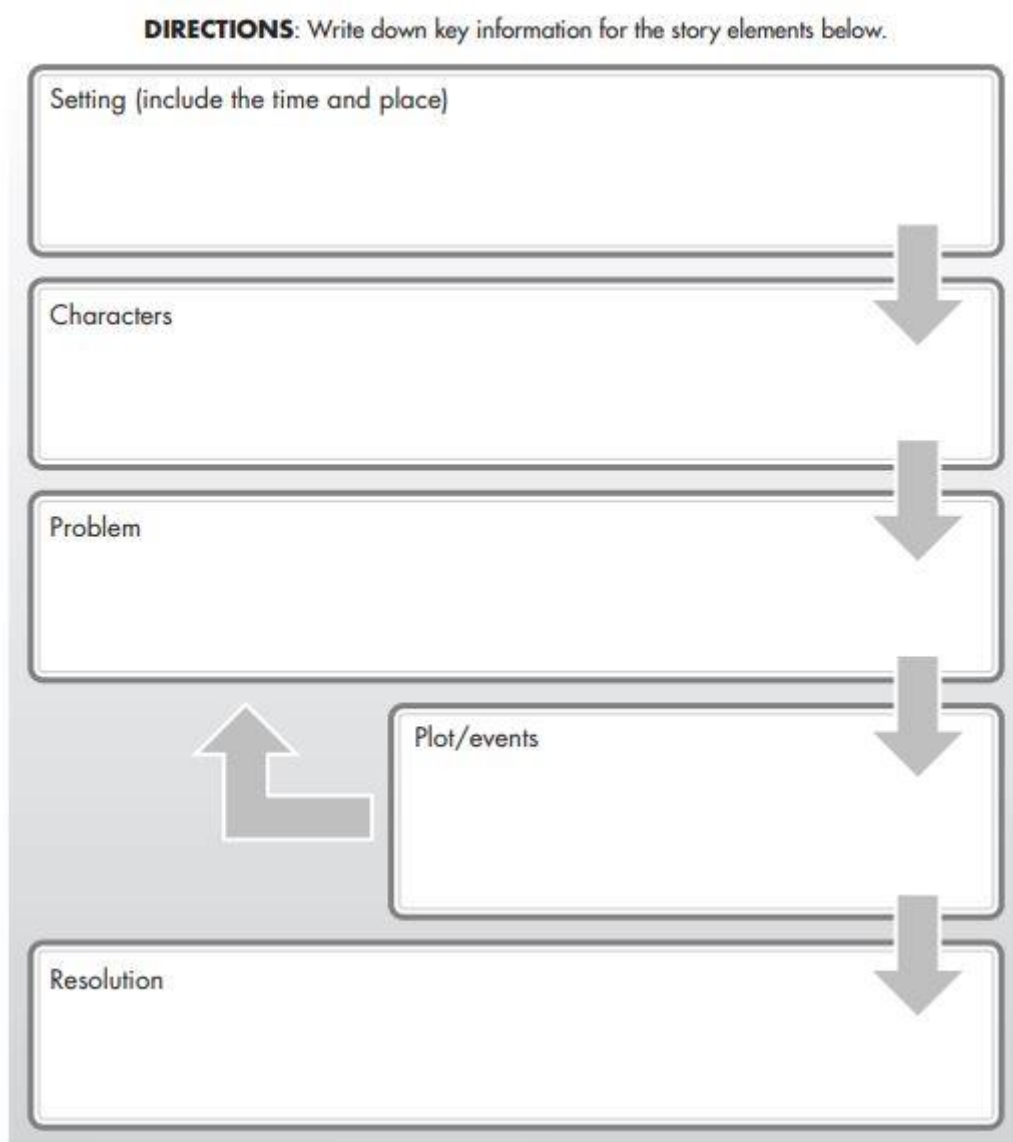 DIRECTIONS: Write down key information for the story elements below.
Setting (include the time and place)
Characters
Problem
Plot/events
Resolution